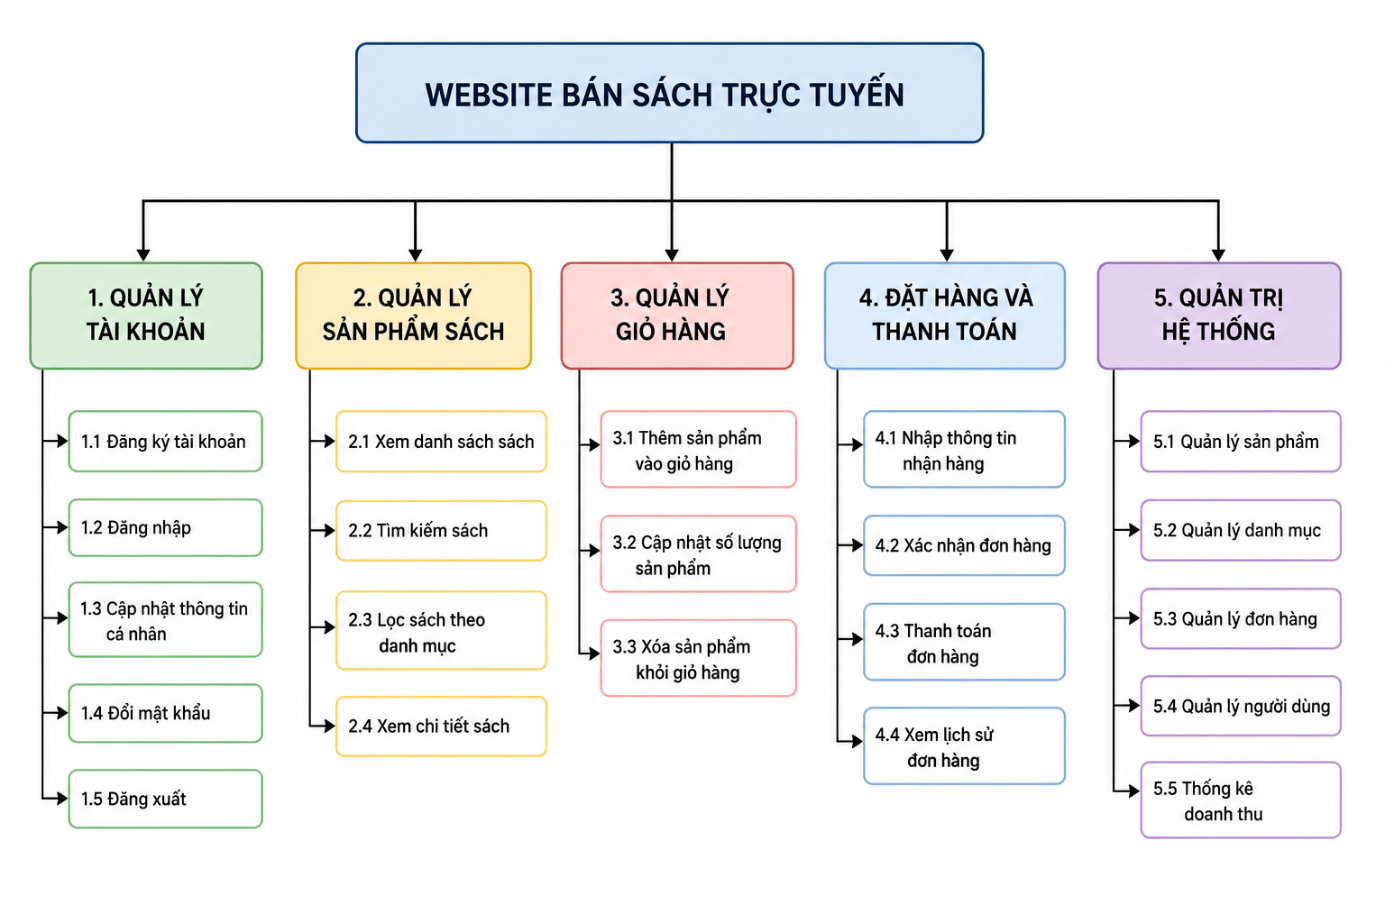 WEBSITE BÁN SÁCH TRỰC TUYẾN
1. QUẢN LÝ
TÀI KHOẢN
1.1 Đăng ký tài khoản
1.2 Đăng nhập
1.3 Cập nhật thông tin
cá nhân
1.4 Đổi mật khẩu
1.5 Đăng xuất
2. QUẢN LÝ
SẢN PHẨM SÁCH
2.1 Xem danh sách sách
2.2 Tìm kiếm sách
2.3 Lọc sách theo
danh mục
2.4 Xem chi tiết sách
3. QUẢN LÝ
GIỎ HÀNG
3.1 Thêm sản phẩm
vào giỏ hàng
3.2 Cập nhật số lượng
sản phẩm
3.3 Xóa sản phẩm
khỏi giỏ hàng
4. ĐẶT HÀNG VÀ
THANH TOÁN
4.1 Nhập thông tin
nhận hàng
4.2 Xác nhận đơn hàng
4.3 Thanh toán
đơn hàng
4.4 Xem lịch sử
đơn hàng
5. QUẢN TRỊ
HỆ THỐNG
5.1 Quản lý sản phẩm
5.2 Quản lý danh mục
5.3 Quản lý đơn hàng
5.4 Quản lý người dùng
5.5 Thống kê
doanh thu